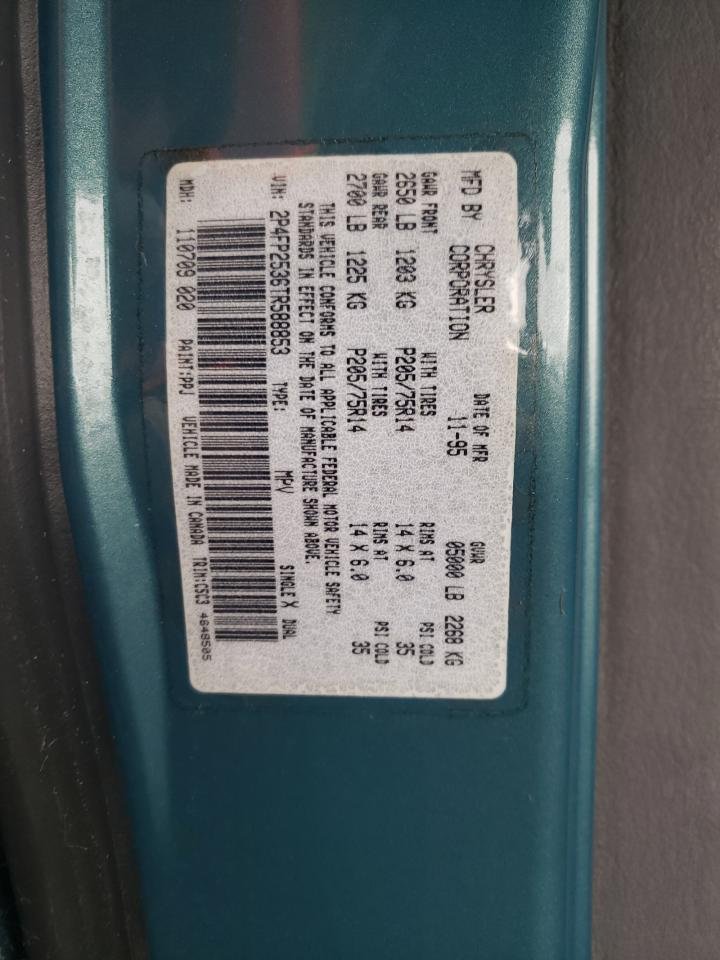 MFD BY CHRYSLER CORPORATION DATE OF MFR 11-95 GVWR 05000 LB 2268 KG
GAWR FRONT WITH TIRES RIMS AT PSI COLD
2650 LB 1203 KG P205/75R14 14 X 6.0 35
GAWR REAR WITH TIRES RIMS AT PSI COLD
2700 LB 1225 KG P205/75R14 14 X 6.0 35
THIS VEHICLE CONFORMS TO ALL APPLICABLE FEDERAL MOTOR VEHICLE SAFETY
STANDARDS IN EFFECT ON THE DATE OF MANUFACTURE SHOWN ABOVE.
VIN: 2P4FP2536TR588853 TYPE: MPV SINGLE X DUAL
MDH: 110709 020 PAINT:PPJ VEHICLE MADE IN CANADA TRIM:C5C3 4648505